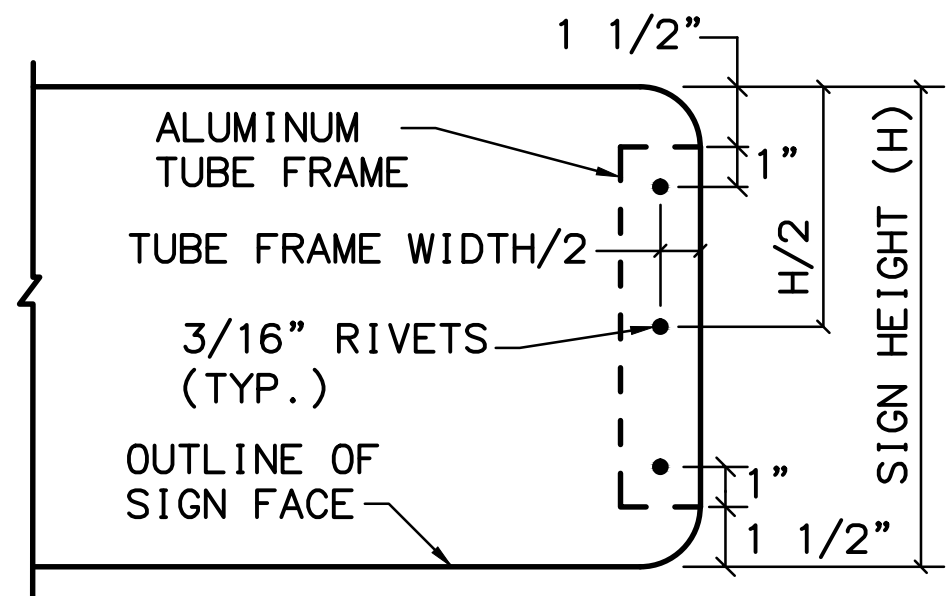 1 1/2”
ALUMINUM
TUBE FRAME
1”
TUBE FRAME WIDTH/2
H/2
SIGN HEIGHT (H)
3/16” RIVETS
(TYP.)
OUTLINE OF
SIGN FACE
1”
1 1/2”